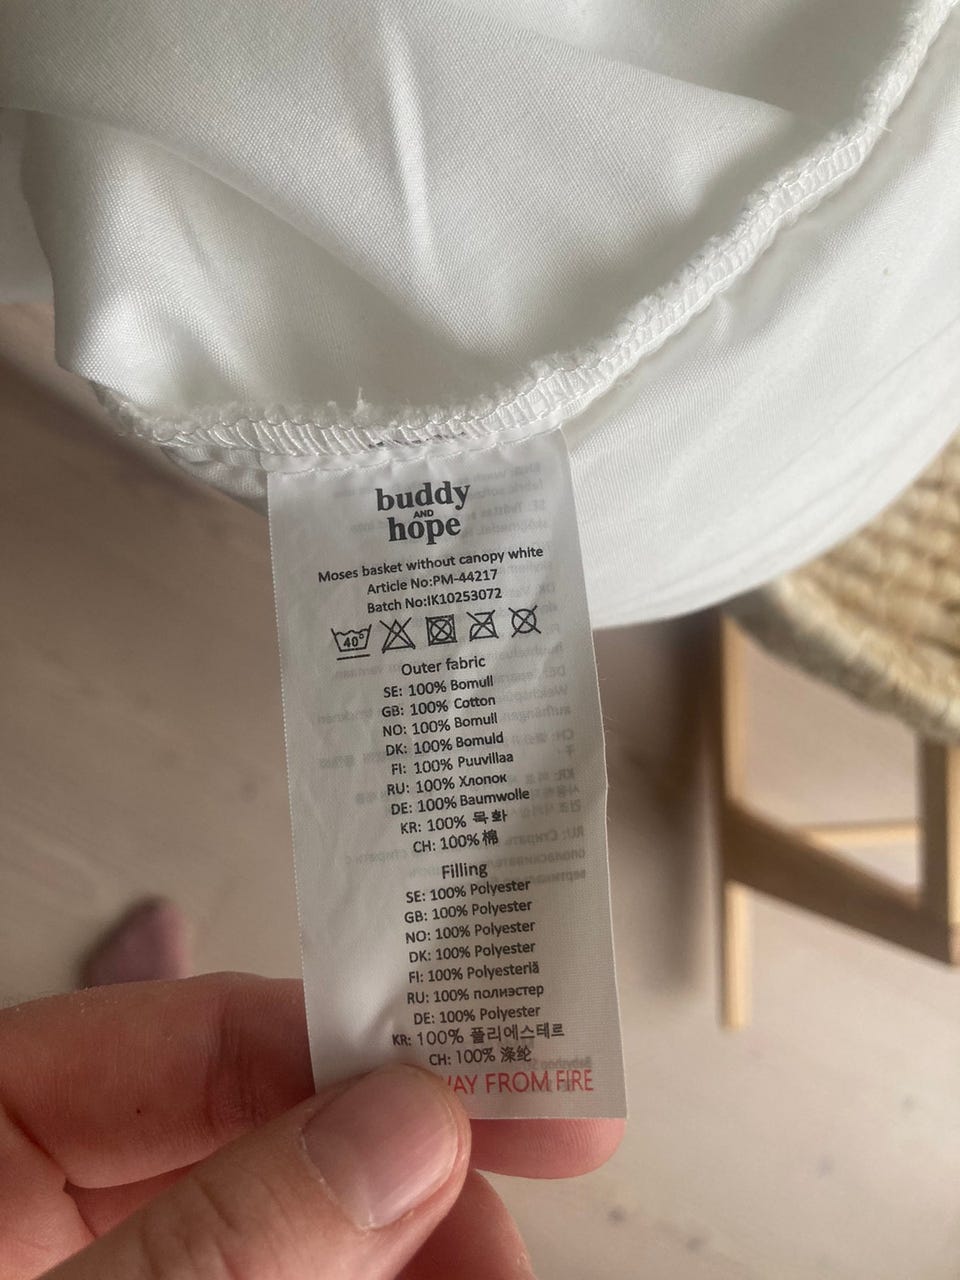 buddy
AND
hope
Moses basket without canopy white
Article No:PM-44217
Batch No:IK10253072
40°
Outer fabric
SE: 100% Bomull
GB: 100% Cotton
NO: 100% Bomull
DK: 100% Bomuld
FI: 100% Puuvillaa
RU: 100% Хлопок
DE: 100% Baumwolle
KR: 100% 목화
CH: 100% 棉
Filling
SE: 100% Polyester
GB: 100% Polyester
NO: 100% Polyester
DK: 100% Polyester
FI: 100% Polyesteriä
RU: 100% полиэстер
DE: 100% Polyester
KR: 100% 폴리에스테르
CH: 100% 涤纶
WAY FROM FIRE